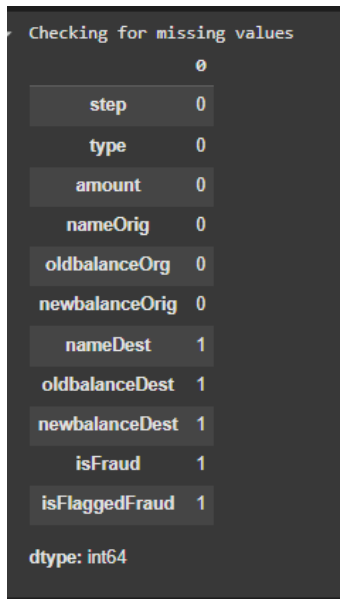 Checking for missing values
0
step 0
type 0
amount 0
nameOrig 0
oldbalanceOrg 0
newbalanceOrig 0
nameDest 1
oldbalanceDest 1
newbalanceDest 1
isFraud 1
isFlaggedFraud 1
dtype: int64